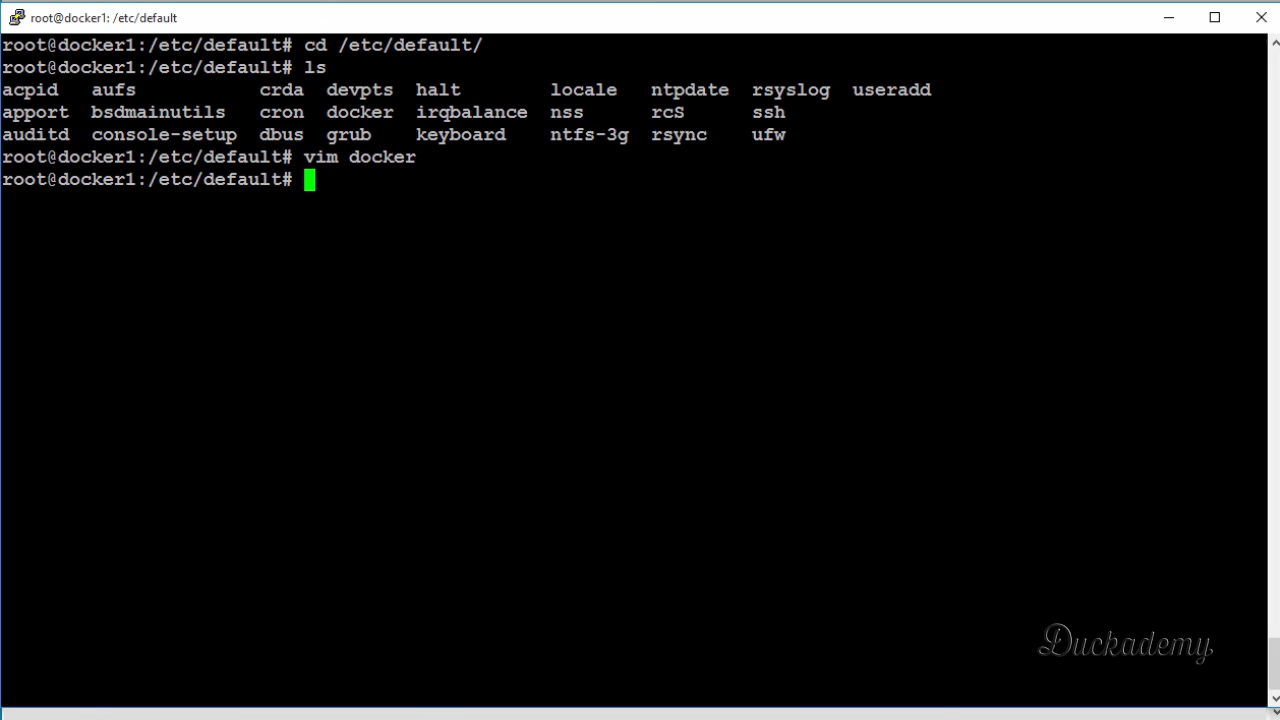 root@docker1: /etc/default
root@docker1:/etc/default# cd /etc/default/
root@docker1:/etc/default# ls
acpid   aufs           crda  devpts  halt        locale   ntpdate  rsyslog  useradd
apport  bsdmainutils   cron  docker  irqbalance  nss      rcS      ssh
auditd  console-setup  dbus  grub    keyboard    ntfs-3g  rsync    ufw
root@docker1:/etc/default# vim docker
root@docker1:/etc/default#
Duckademy